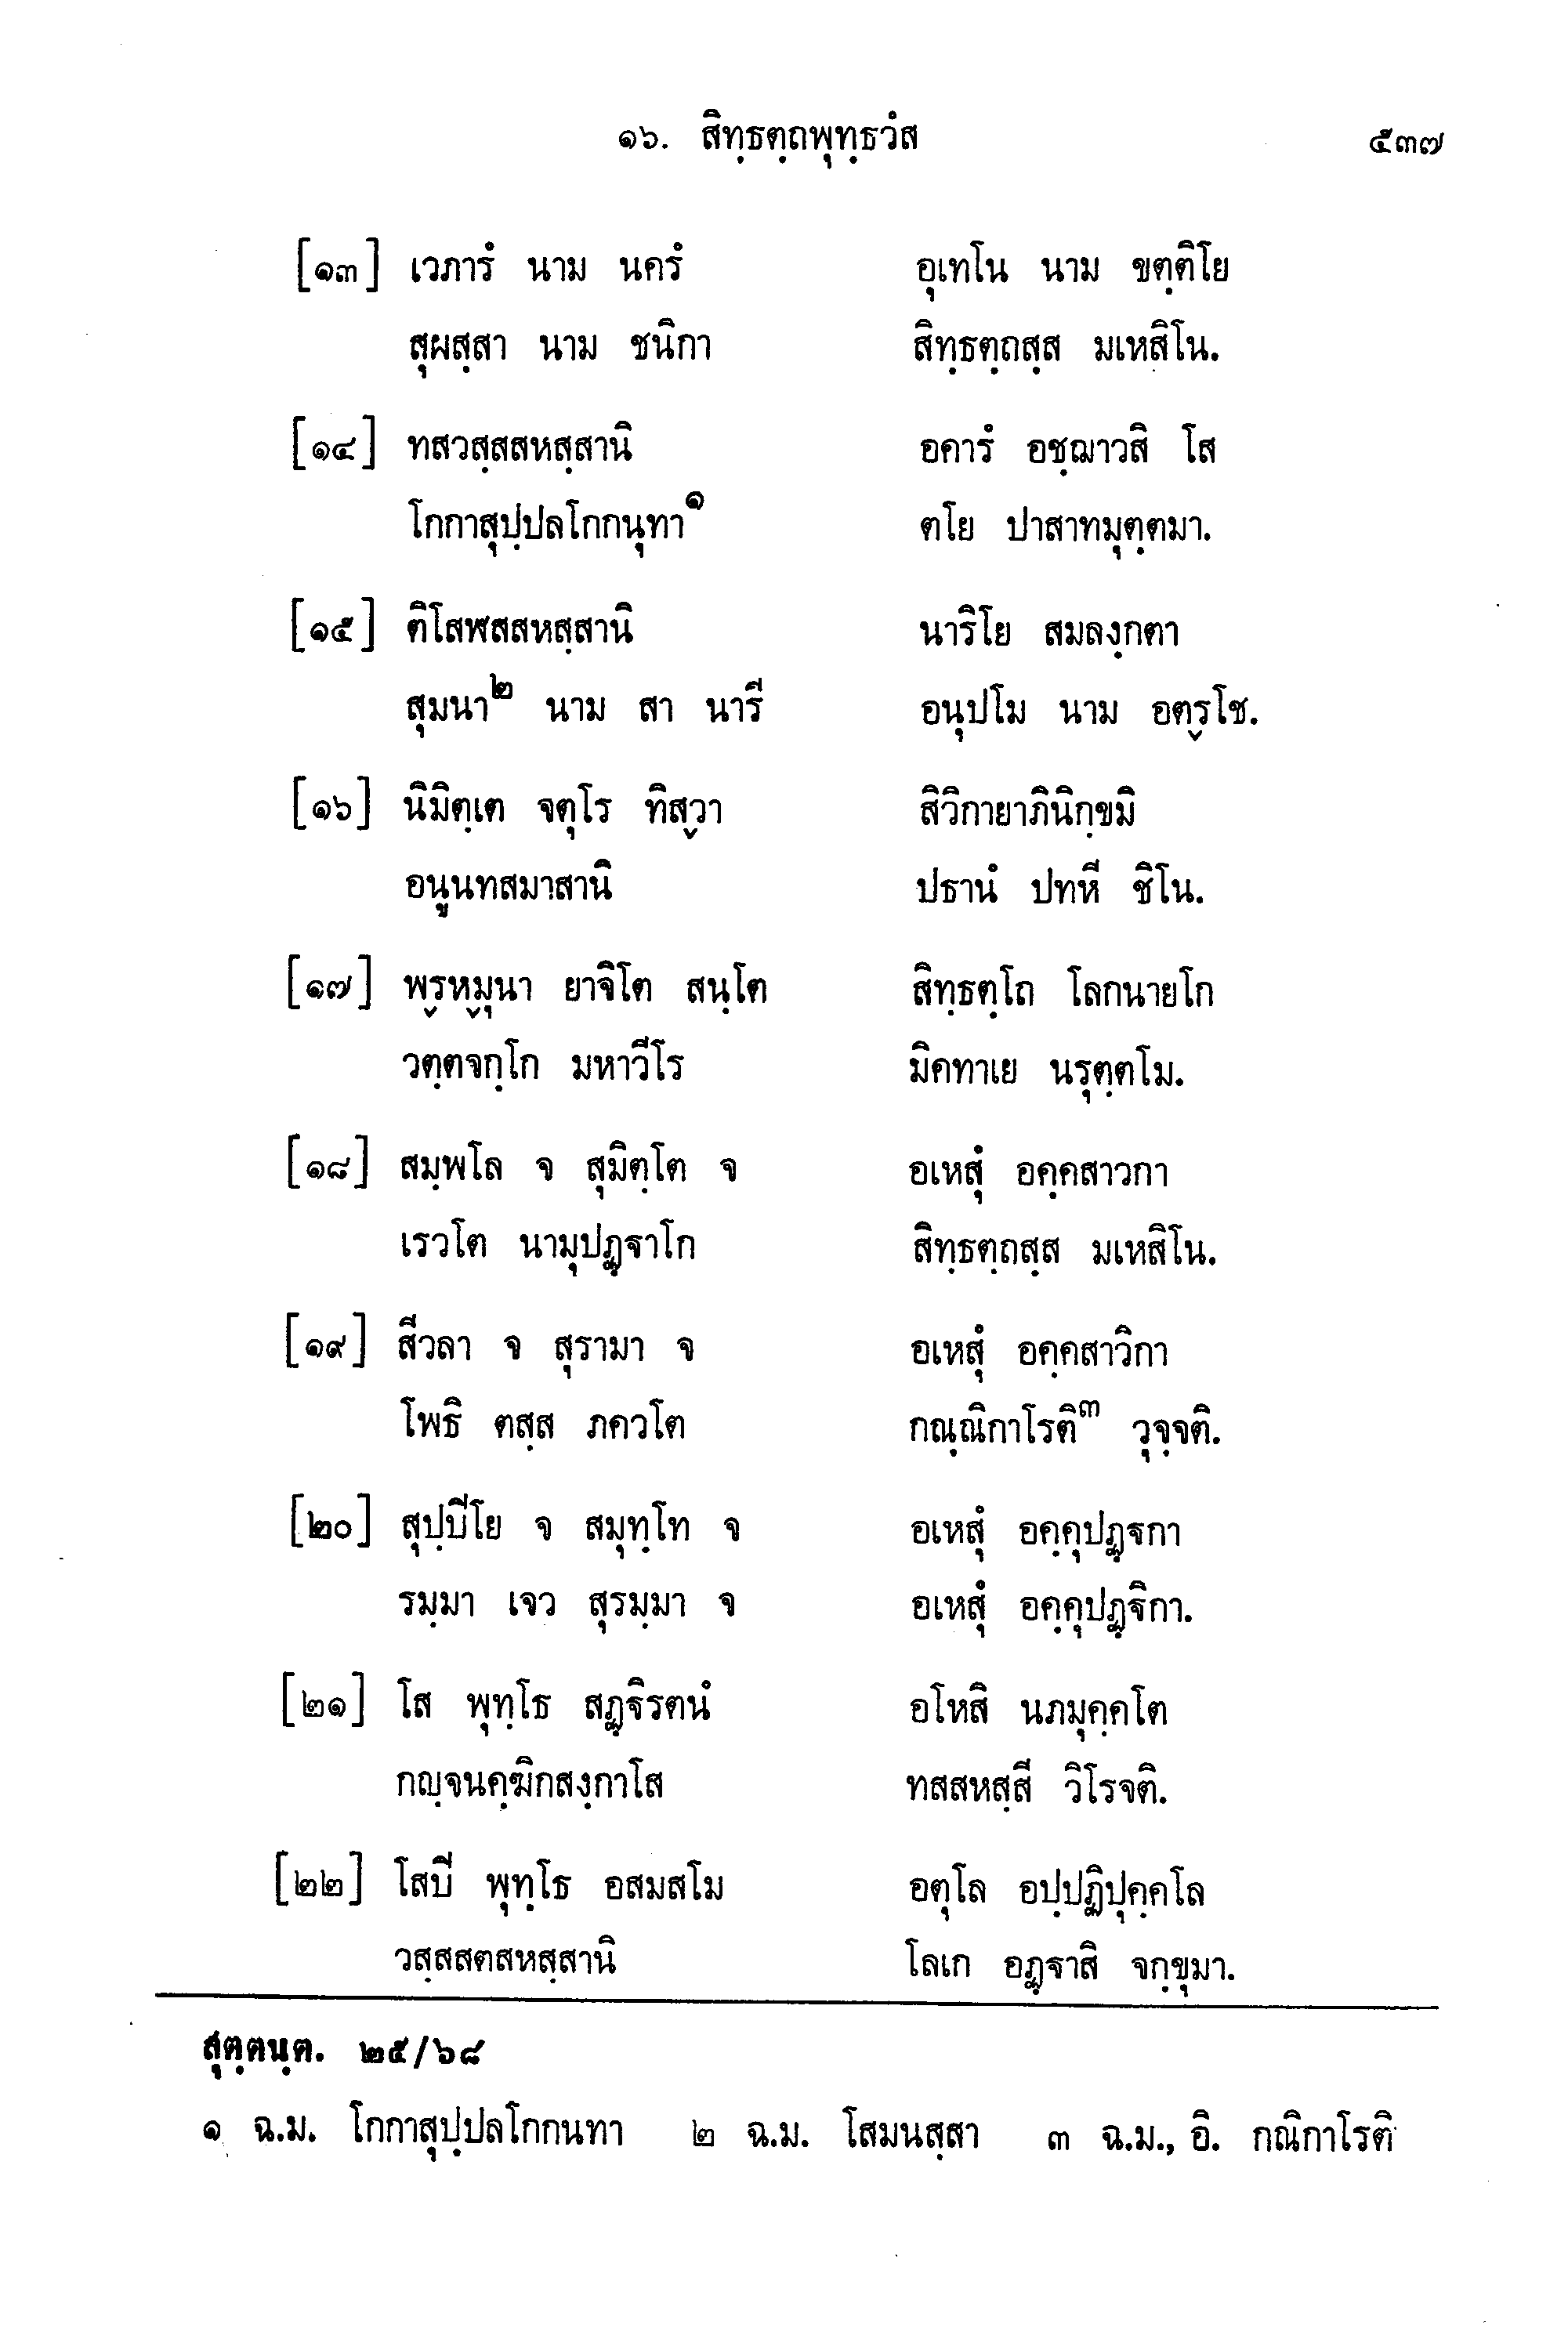 ๑๖. สิทฺธตฺถพุทฺธวํส ๕๓๗
[๑๓] เวภารํ นาม นครํ อุเทโน นาม ขตฺติโย
สุผสฺสา นาม ชนิกา สิทฺธตฺถสฺส มเหสิโน.
[๑๔] ทสวสฺสสหสฺสานิ อคารํ อชฺฌาวสิ โส
โกกาสุปฺปลโกกนุทา๑ ตโย ปาสาทมุตฺตมา.
[๑๕] ติโสฬสสหสฺสานิ นาริโย สมลงฺกตา
สุมนา๒ นาม สา นารี อนุปโม นาม อตฺรโช.
[๑๖] นิมิตฺเต จตุโร ทิสฺวา สิวิกายาภินิกฺขมิ
อนูนทสมาสานิ ปธานํ ปทหี ชิโน.
[๑๗] พฺรหฺมุนา ยาจิโต สนฺโต สิทฺธตฺโถ โลกนายโก
วตฺตจกฺโก มหาวีโร มิคทาเย นรุตฺตโม.
[๑๘] สมฺพโล จ สุมิตฺโต จ อเหสุํ อคฺคสาวกา
เรวโต นามุปฏฺฐาโก สิทฺธตฺถสฺส มเหสิโน.
[๑๙] สีวลา จ สุรามา จ อเหสุํ อคฺคสาวิกา
โพธิ ตสฺส ภควโต กณฺณิกาโรติ๓ วุจฺจติ.
[๒๐] สุปฺปิโย จ สมุทฺโท จ อเหสุํ อคฺคุปฏฺฐกา
รมฺมา เจว สุรมฺมา จ อเหสุํ อคฺคุปฏฺฐิกา.
[๒๑] โส พุทฺโธ สฏฺฐิรตนํ อโหสิ นภมุคฺคโต
กญฺจนคฺฆิกสงฺกาโส ทสสหสฺสี วิโรจติ.
[๒๒] โสปิ พุทฺโธ อสมสโม อตุโล อปฺปฏิปุคฺคโล
วสฺสสตสหสฺสานิ โลเก อฏฺฐาสิ จกฺขุมา.
สุตฺตนฺต. ๒๕/๖๘
๑ ฉ.ม. โกกาสุปฺปลโกกนทา ๒ ฉ.ม. โสมนสฺสา ๓ ฉ.ม., อิ. กณิกาโรติ